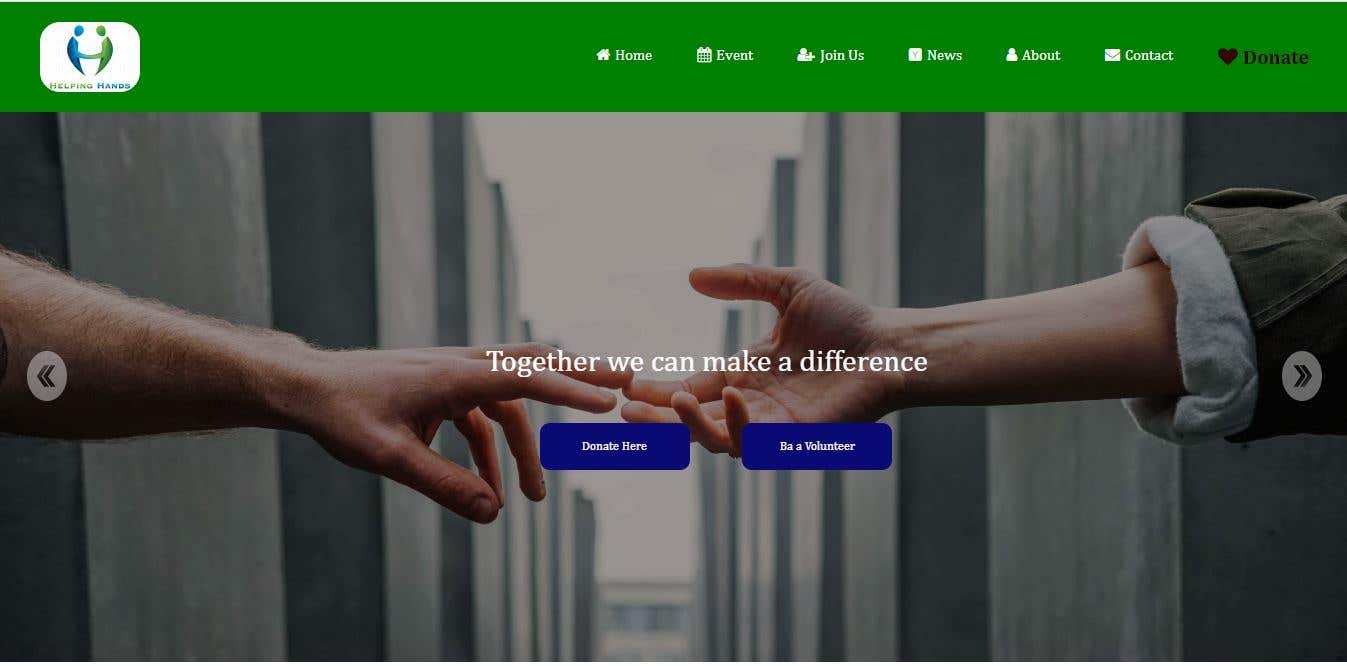 HELPING HANDS
Home
Event
Join Us
News
About
Contact
Donate
Together we can make a difference
Donate Here
Ba a Volunteer